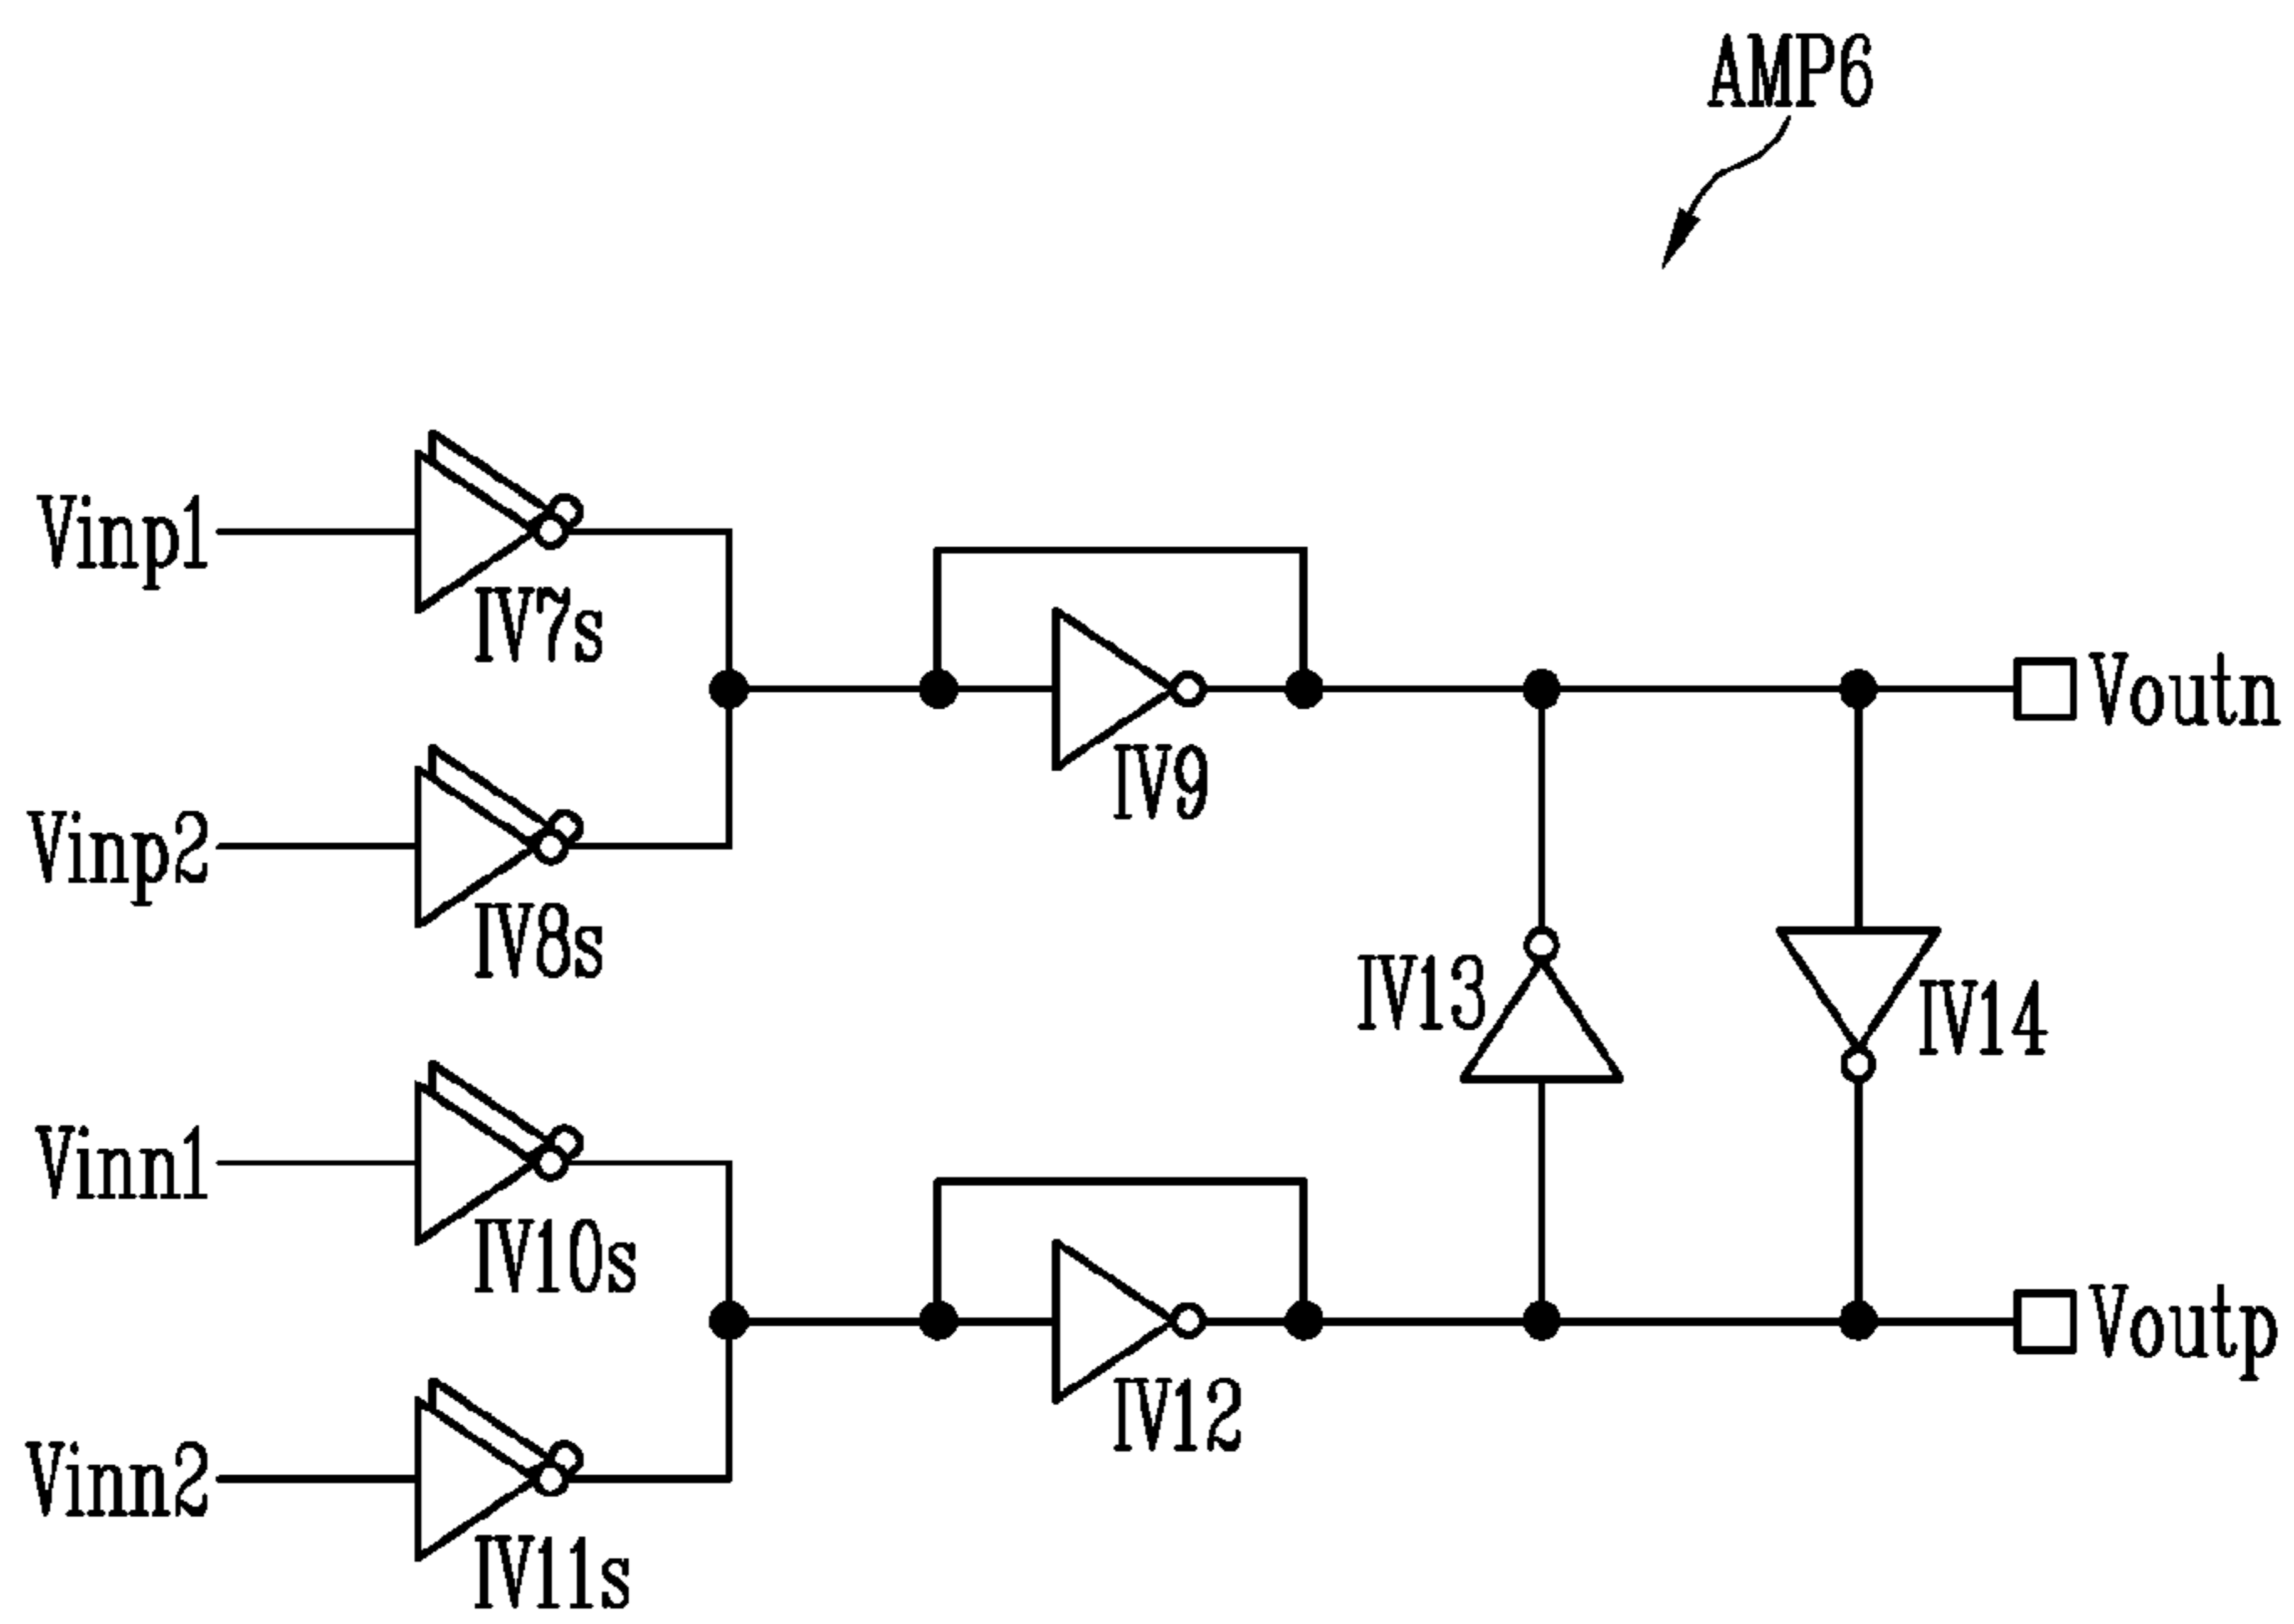 AMP6
Vinp1
IV7s
Vinp2
IV8s
IV9
Voutn
IV13
IV14
Vinn1
IV10s
Vinn2
IV11s
IV12
Voutp